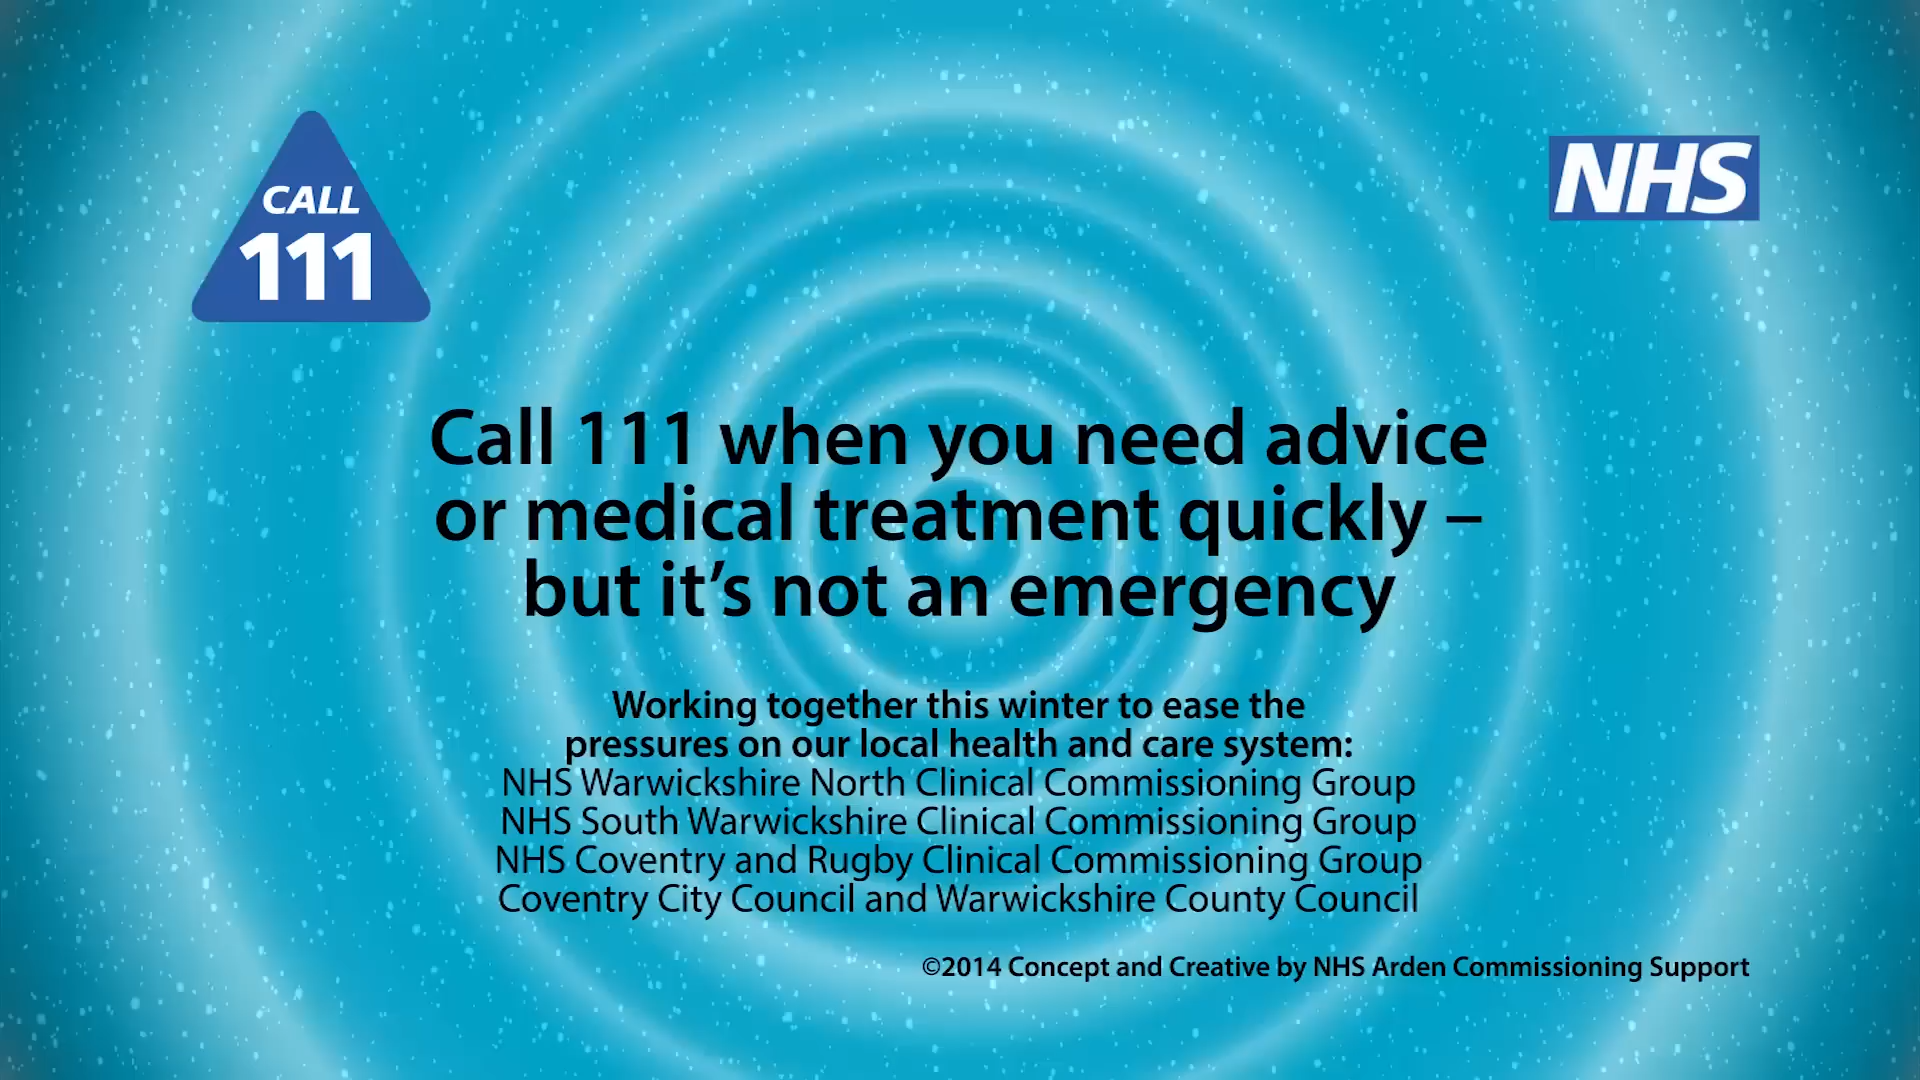 CALL
111
NHS
Call 111 when you need advice
or medical treatment quickly –
but it’s not an emergency
Working together this winter to ease the
pressures on our local health and care system:
NHS Warwickshire North Clinical Commissioning Group
NHS South Warwickshire Clinical Commissioning Group
NHS Coventry and Rugby Clinical Commissioning Group
Coventry City Council and Warwickshire County Council
©2014 Concept and Creative by NHS Arden Commissioning Support